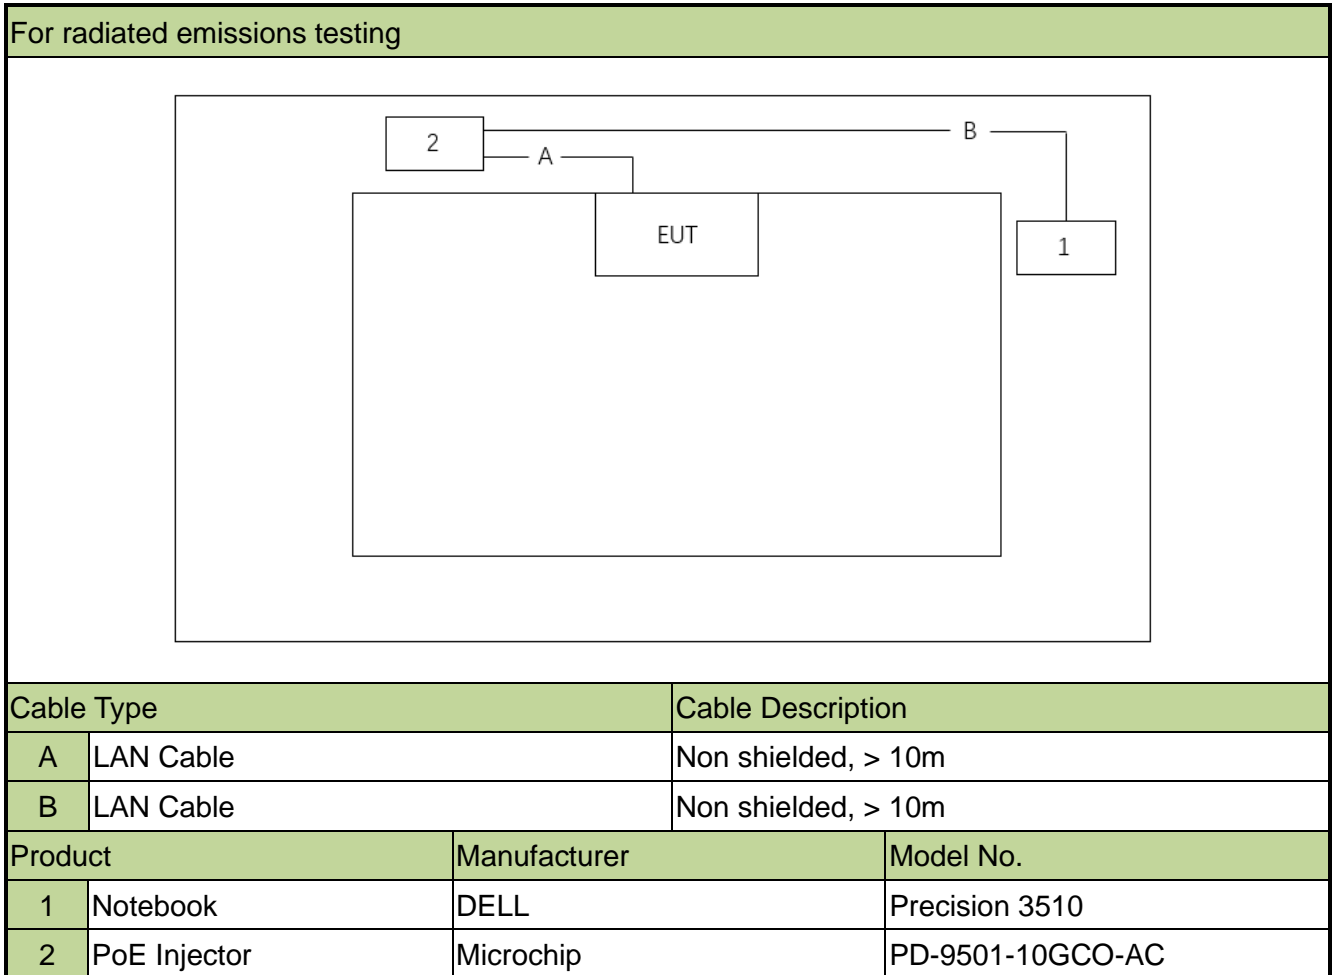 For radiated emissions testing
2
B
A
EUT
1
Cable Type Cable Description
A LAN Cable Non shielded, > 10m
B LAN Cable Non shielded, > 10m
Product Manufacturer Model No.
1 Notebook DELL Precision 3510
2 PoE Injector Microchip PD-9501-10GCO-AC